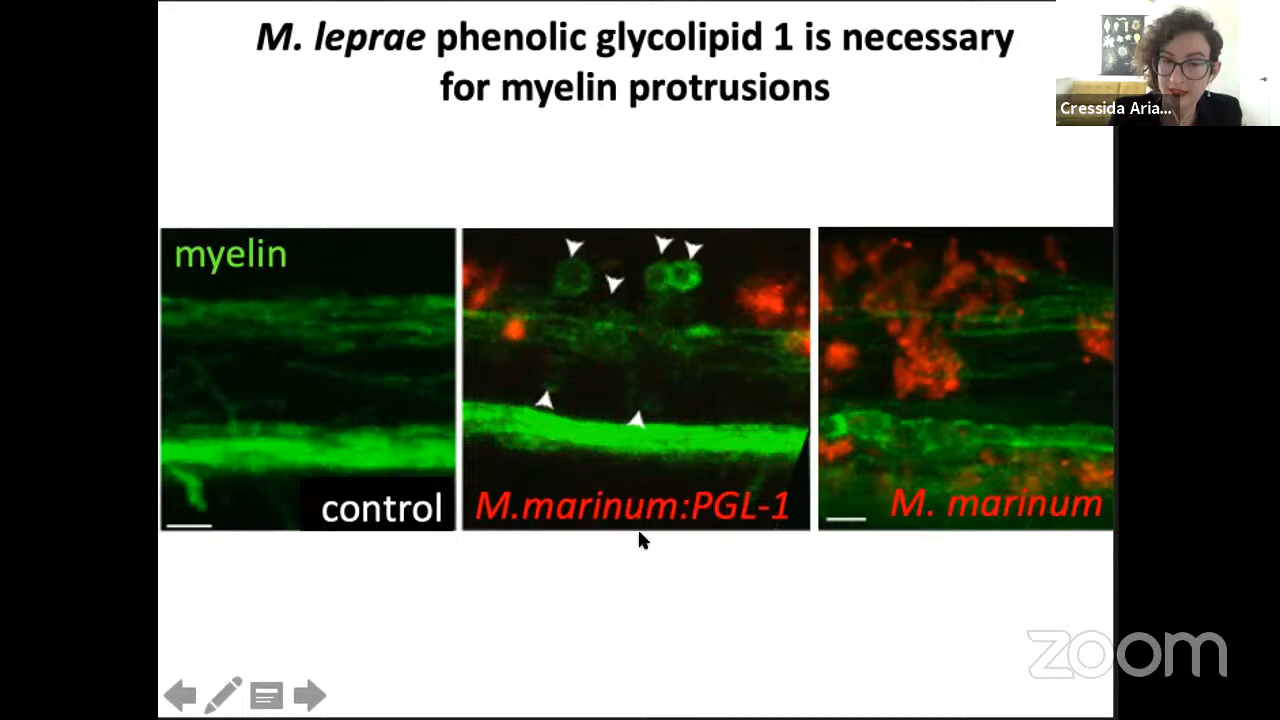 M. leprae phenolic glycolipid 1 is necessary
for myelin protrusions
Cressida Aria...
myelin
control
M.marinum:PGL-1
M. marinum
zoom